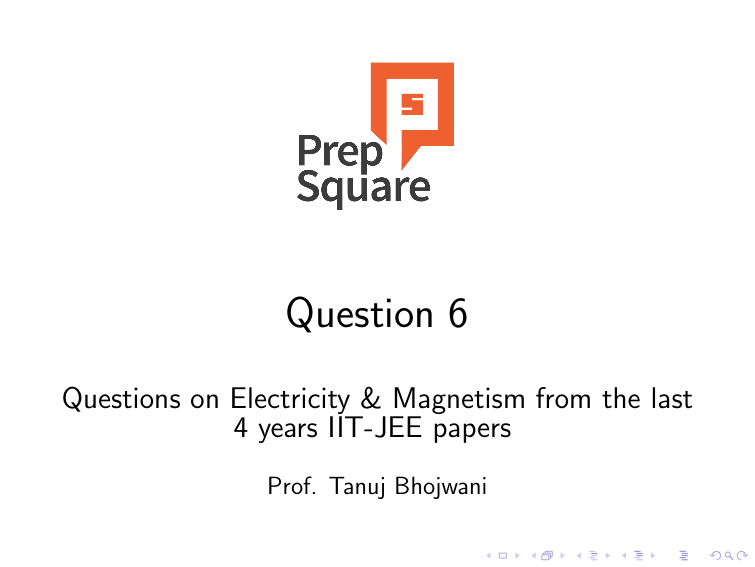 S
Prep
Square
Question 6
Questions on Electricity & Magnetism from the last
4 years IIT-JEE papers
Prof. Tanuj Bhojwani